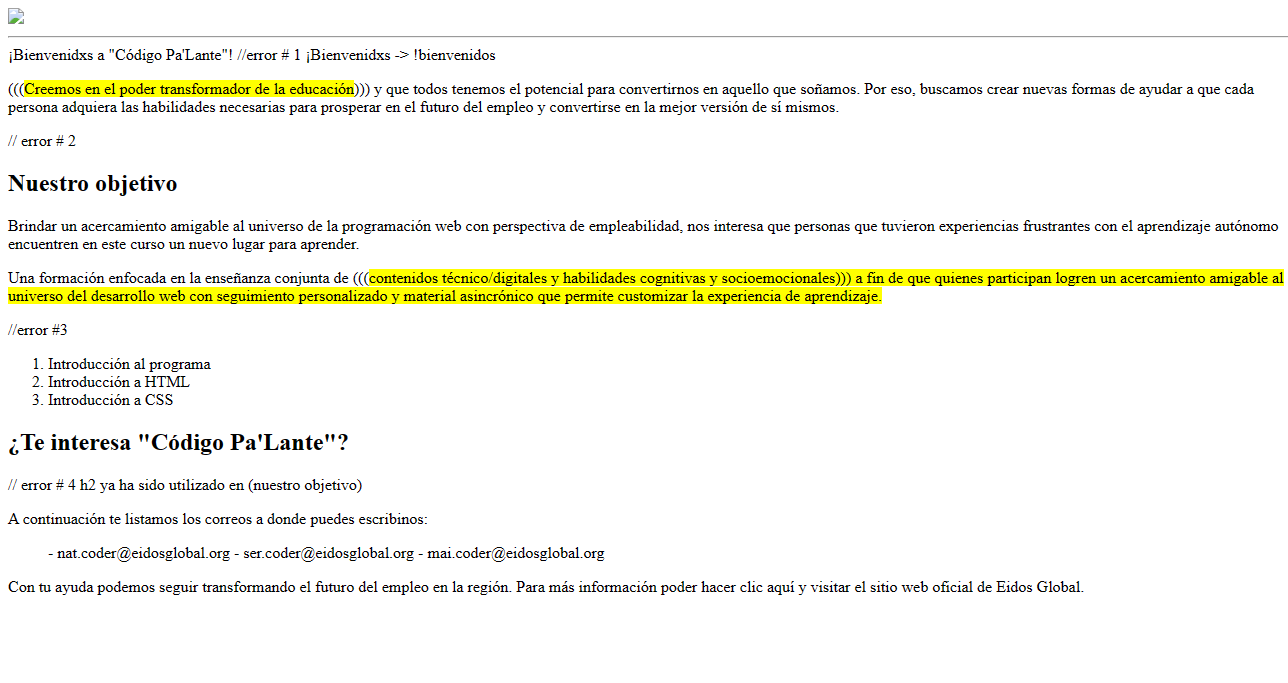 ¡Bienvenidxs a "Código Pa'Lante"! //error # 1 ¡Bienvenidxs -> !bienvenidos
(((Creemos en el poder transformador de la educación))) y que todos tenemos el potencial para convertirnos en aquello que soñamos. Por eso, buscamos crear nuevas formas de ayudar a que cada
persona adquiera las habilidades necesarias para prosperar en el futuro del empleo y convertirse en la mejor versión de sí mismos.
// error # 2
Nuestro objetivo
Brindar un acercamiento amigable al universo de la programación web con perspectiva de empleabilidad, nos interesa que personas que tuvieron experiencias frustrantes con el aprendizaje autónomo
encuentren en este curso un nuevo lugar para aprender.
Una formación enfocada en la enseñanza conjunta de (((contenidos técnico/digitales y habilidades cognitivas y socioemocionales))) a fin de que quienes participan logren un acercamiento amigable al
universo del desarrollo web con seguimiento personalizado y material asincrónico que permite customizar la experiencia de aprendizaje.
//error #3
1. Introducción al programa
2. Introducción a HTML
3. Introducción a CSS
¿Te interesa "Código Pa'Lante"?
// error # 4 h2 ya ha sido utilizado en (nuestro objetivo)
A continuación te listamos los correos a donde puedes escribinos:
- nat.coder@eidosglobal.org - ser.coder@eidosglobal.org - mai.coder@eidosglobal.org
Con tu ayuda podemos seguir transformando el futuro del empleo en la región. Para más información poder hacer clic aquí y visitar el sitio web oficial de Eidos Global.